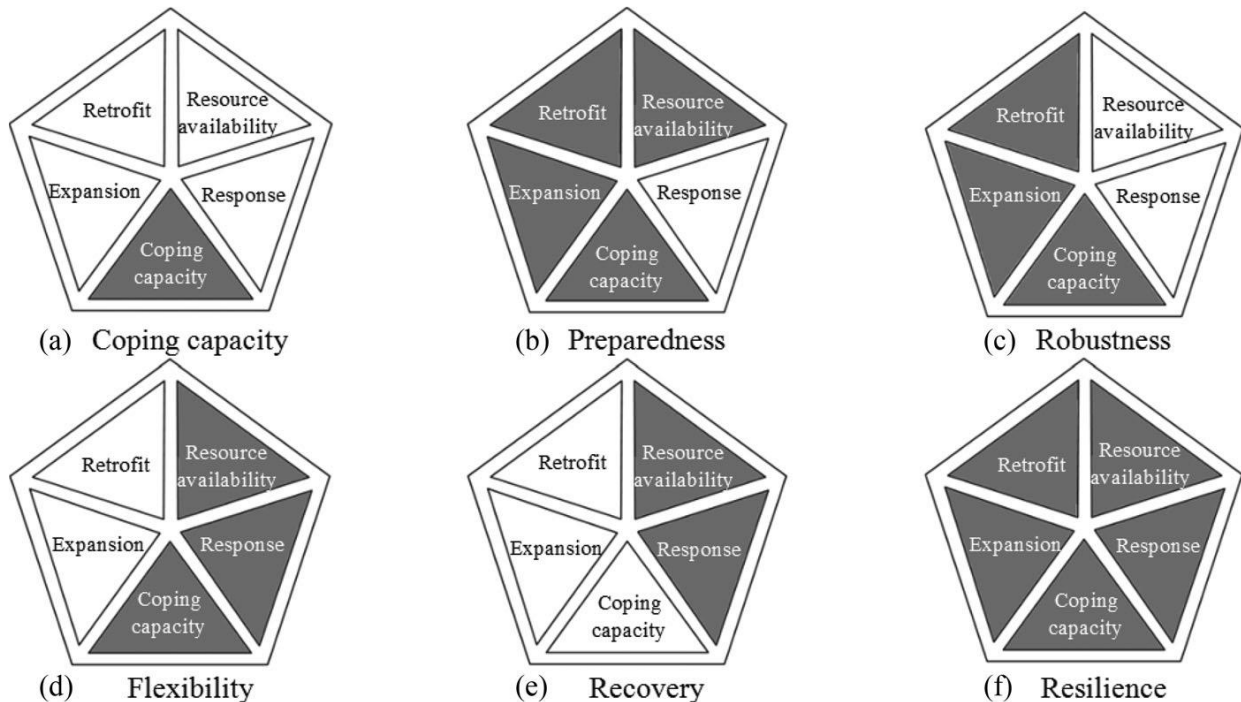 Retrofit
Resource
availability
Expansion
Response
Coping
capacity
(a) Coping capacity
Retrofit
Resource
availability
Expansion
Response
Coping
capacity
(b) Preparedness
Retrofit
Resource
availability
Expansion
Response
Coping
capacity
(c) Robustness
Retrofit
Resource
availability
Expansion
Response
Coping
capacity
(d) Flexibility
Retrofit
Resource
availability
Expansion
Response
Coping
capacity
(e) Recovery
Retrofit
Resource
availability
Expansion
Response
Coping
capacity
(f) Resilience